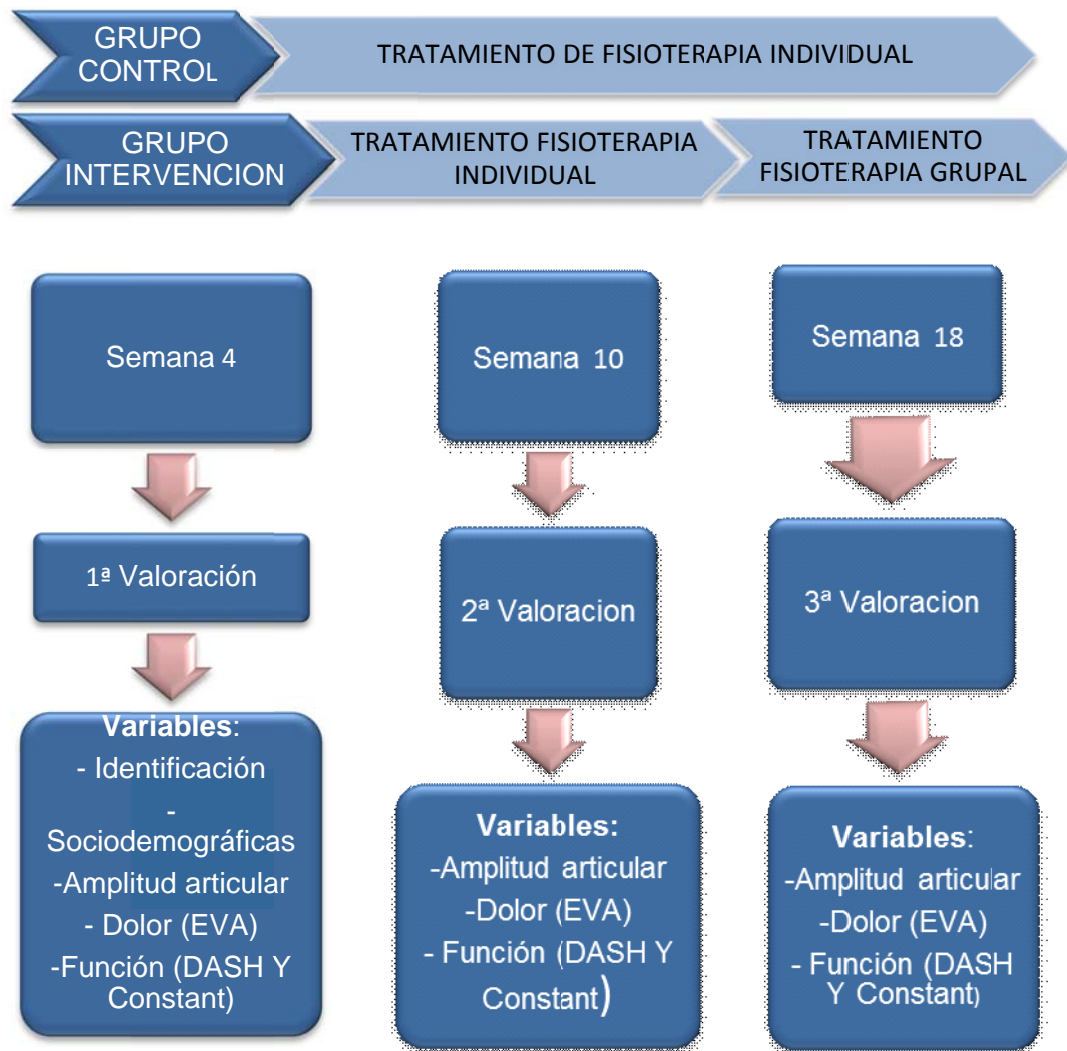 GRUPO
CONTROL
TRATAMIENTO DE FISIOTERAPIA INDIVIDUAL
GRUPO
INTERVENCION
TRATAMIENTO FISIOTERAPIA
INDIVIDUAL
TRATAMIENTO
FISIOTERAPIA GRUPAL
Semana 4
1ª Valoración
Variables:
- Identificación
-
Sociodemográficas
-Amplitud articular
- Dolor (EVA)
-Función (DASH Y
Constant)
Semana 10
2ª Valoracion
Variables:
-Amplitud articular
-Dolor (EVA)
- Función (DASH Y
Constant)
Semana 18
3ª Valoracion
Variables:
-Amplitud articular
-Dolor (EVA)
- Función (DASH
Y Constant)